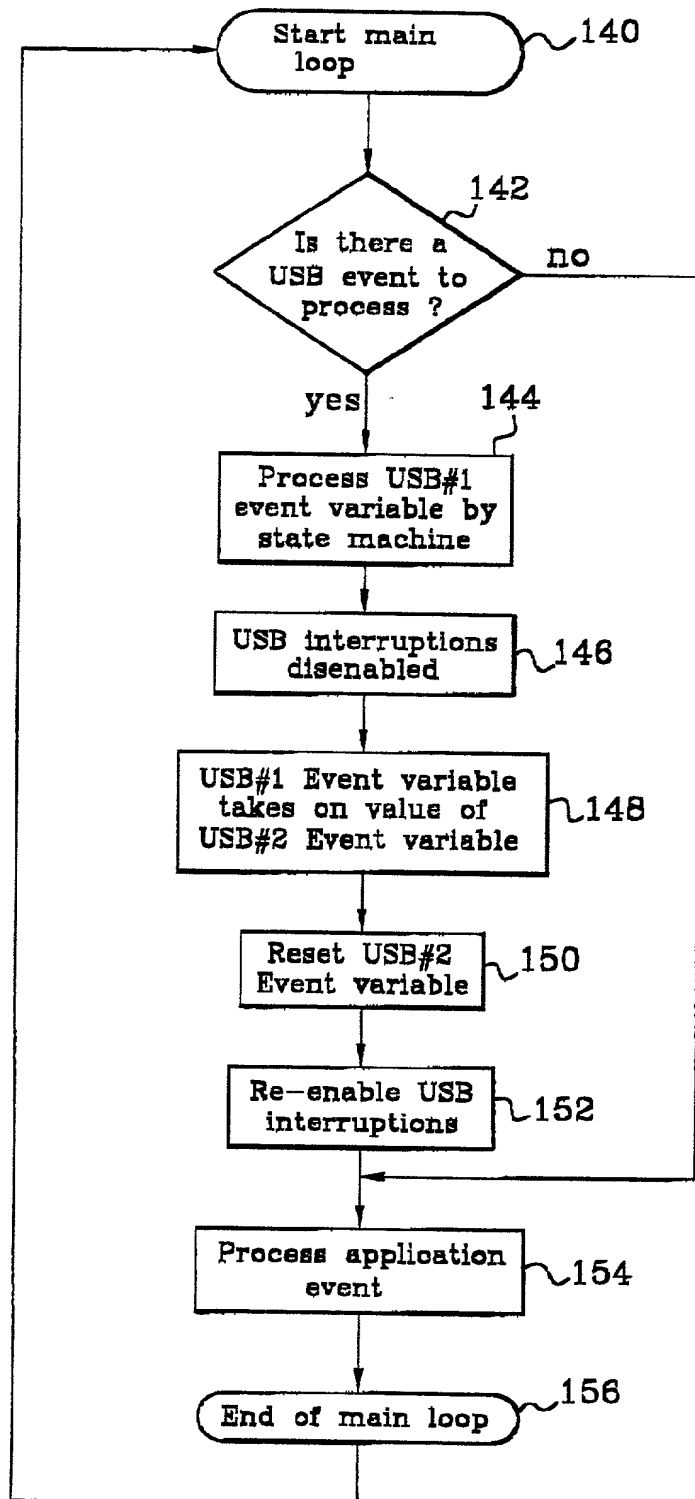 Start main
loop
140
142
Is there a
USB event to
process ?
no
yes
144
Process USB#1
event variable by
state machine
USB interruptions
disenabled
146
USB#1 Event variable
takes on value of
USB#2 Event variable
148
Reset USB#2
Event variable
150
Re-enable USB
interruptions
152
Process application
event
154
End of main loop
156